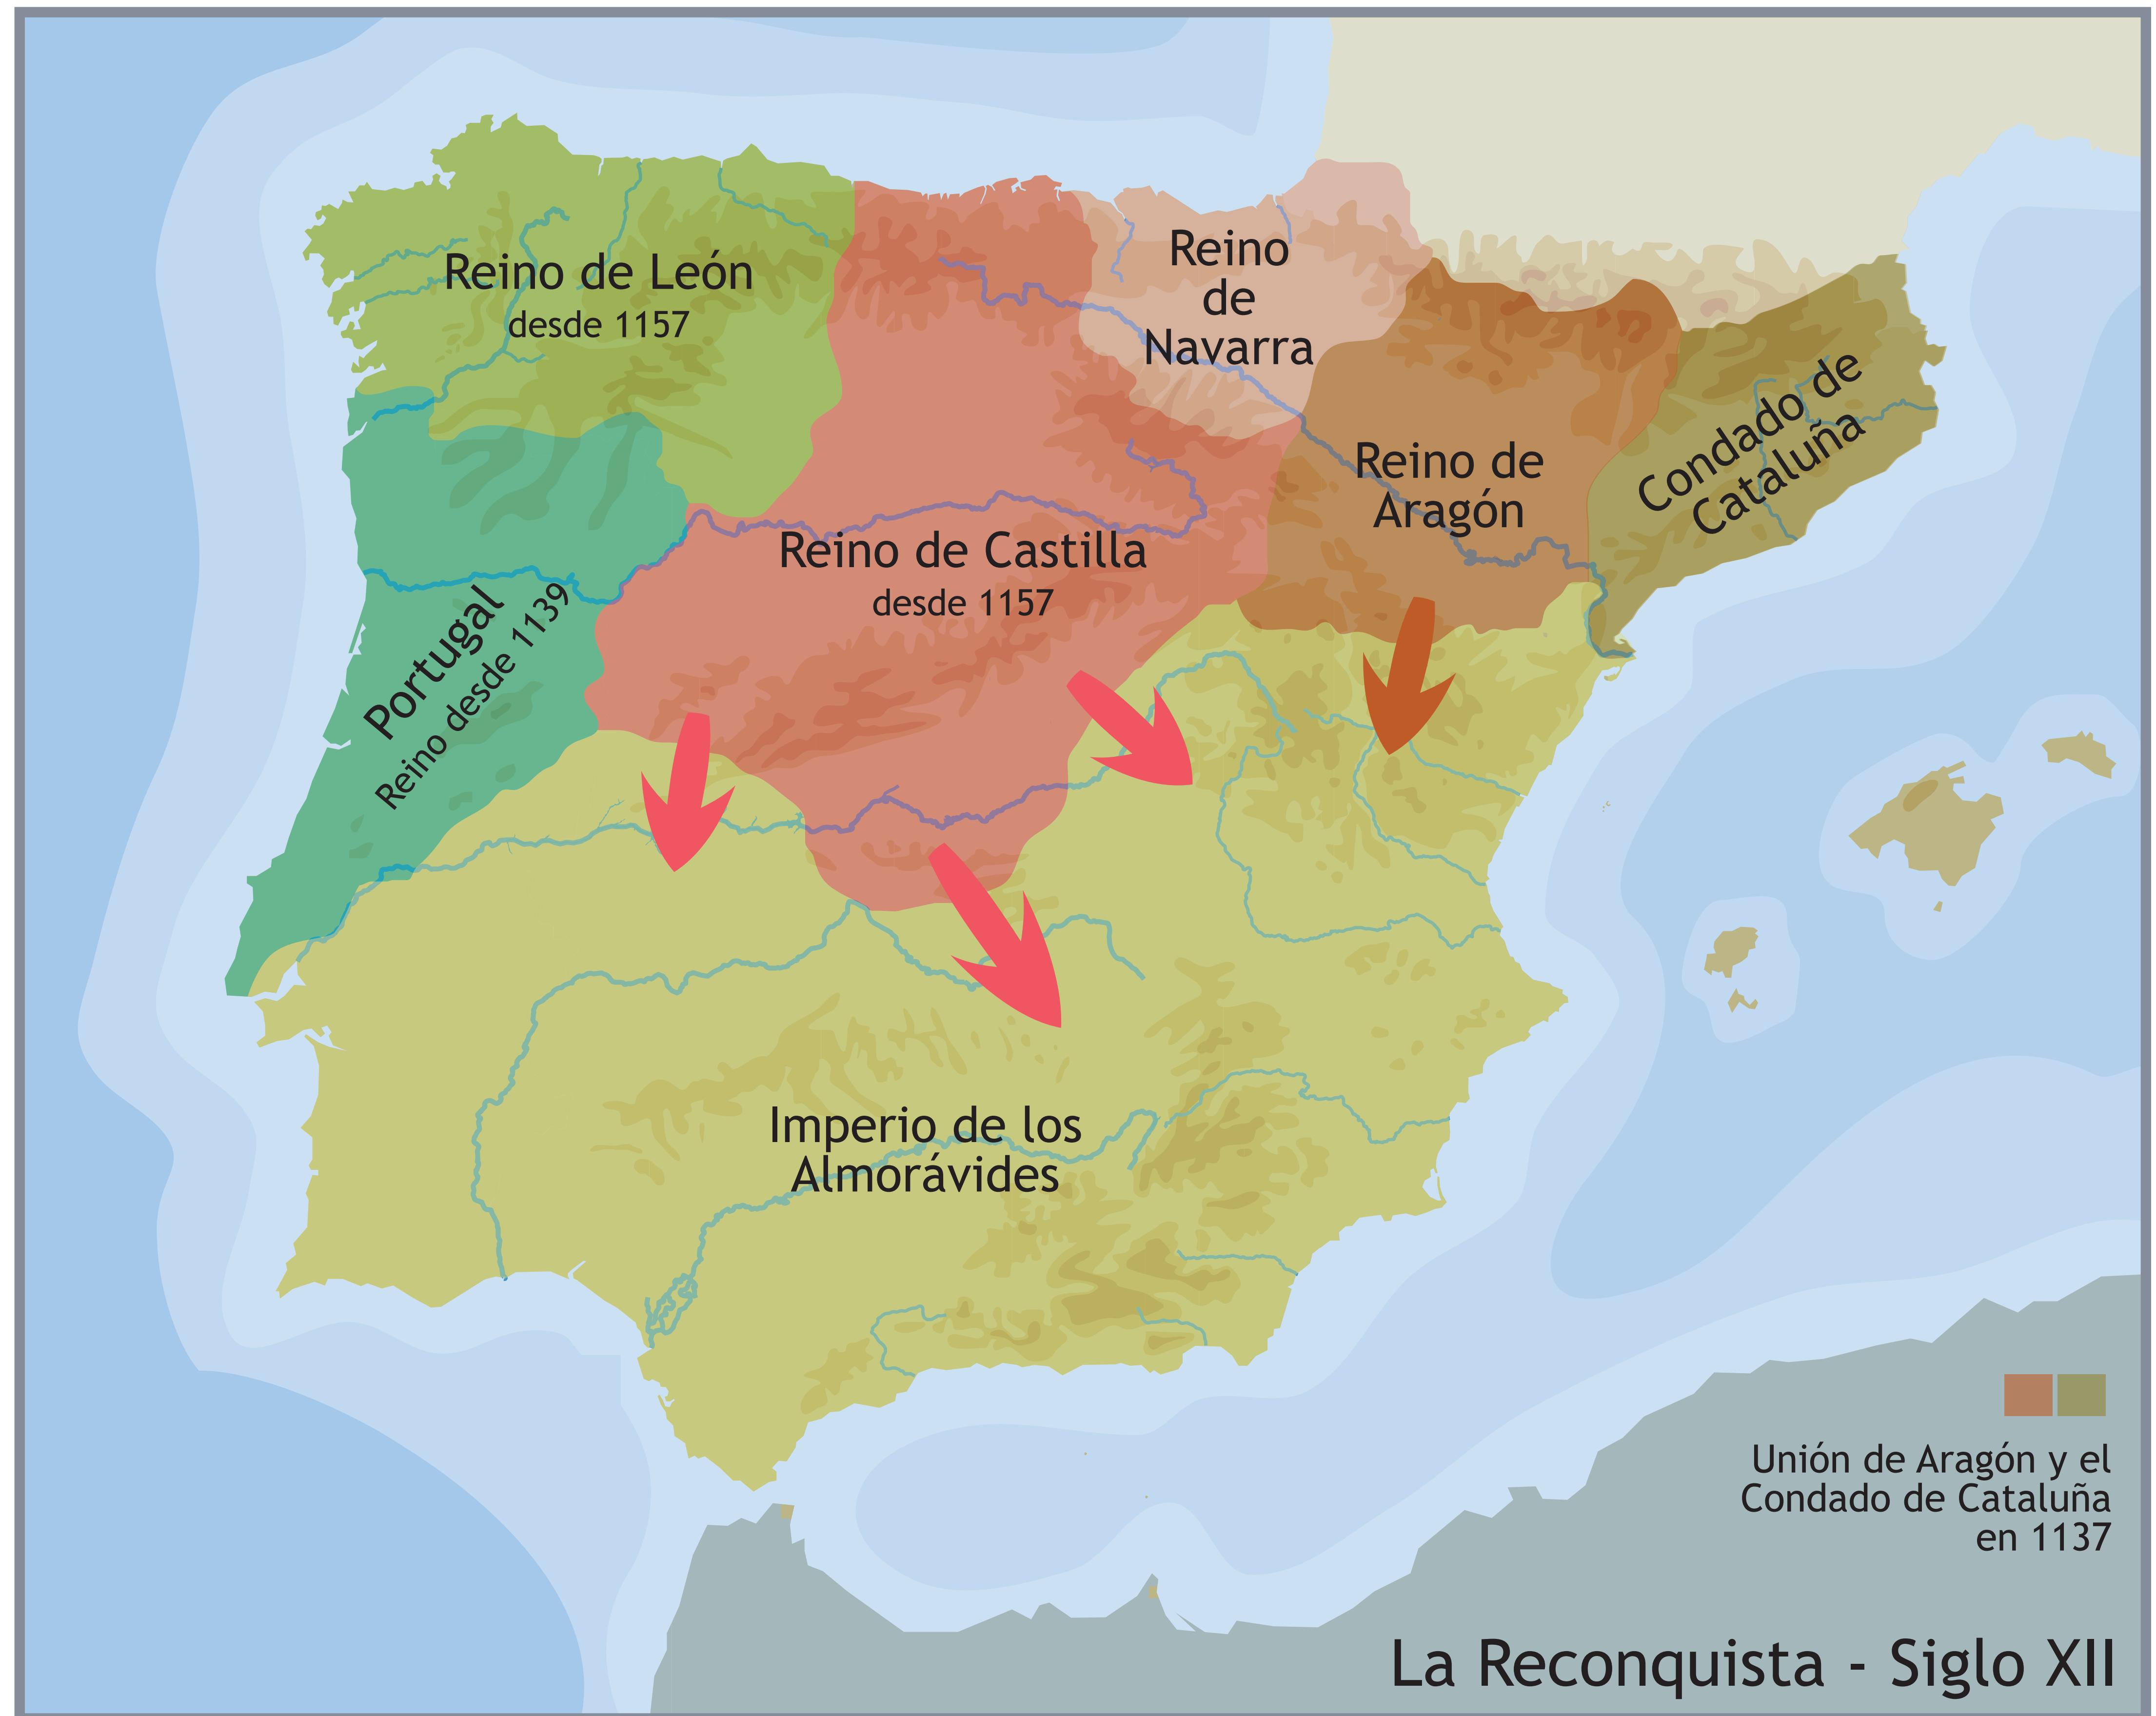 Reino de León
desde 1157
Reino
de
Navarra
Reino de
Aragón
Condado de
Cataluña
Reino de Castilla
desde 1157
Portugal
Reino desde 1139
Imperio de los
Almorávides
Unión de Aragón y el
Condado de Cataluña
en 1137
La Reconquista - Siglo XII